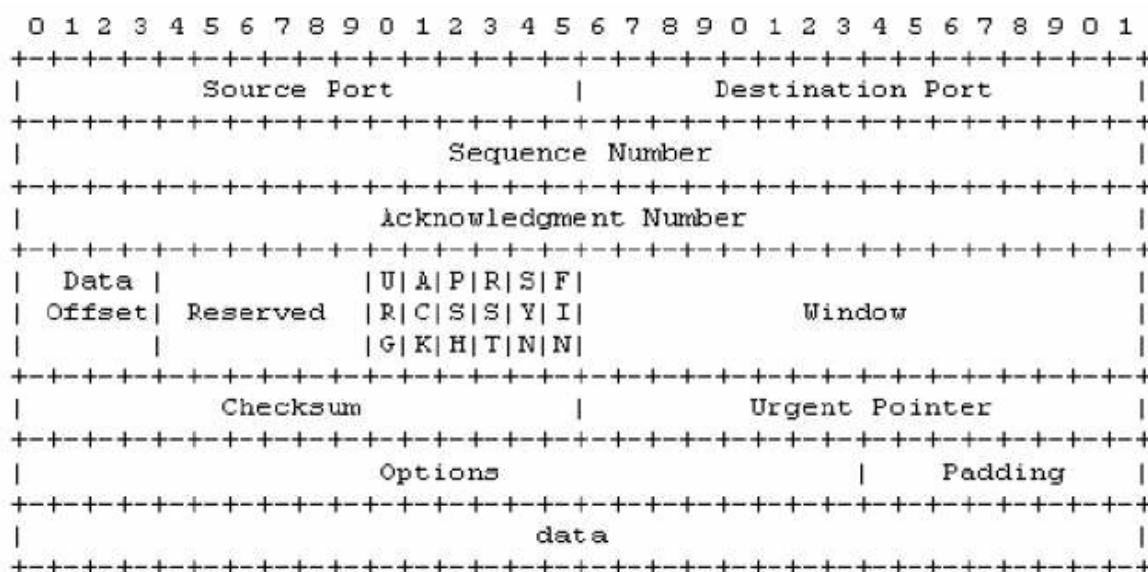 0 1 2 3 4 5 6 7 8 9 0 1 2 3 4 5 6 7 8 9 0 1 2 3 4 5 6 7 8 9 0 1
+-+-+-+-+-+-+-+-+-+-+-+-+-+-+-+-+-+-+-+-+-+-+-+-+-+-+-+-+-+-+-+-+
|          Source Port          |       Destination Port        |
+-+-+-+-+-+-+-+-+-+-+-+-+-+-+-+-+-+-+-+-+-+-+-+-+-+-+-+-+-+-+-+-+
|                        Sequence Number                        |
+-+-+-+-+-+-+-+-+-+-+-+-+-+-+-+-+-+-+-+-+-+-+-+-+-+-+-+-+-+-+-+-+
|                    Acknowledgment Number                      |
+-+-+-+-+-+-+-+-+-+-+-+-+-+-+-+-+-+-+-+-+-+-+-+-+-+-+-+-+-+-+-+-+
|  Data |           |U|A|P|R|S|F|                               |
| Offset| Reserved  |R|C|S|S|Y|I|            Window             |
|       |           |G|K|H|T|N|N|                               |
+-+-+-+-+-+-+-+-+-+-+-+-+-+-+-+-+-+-+-+-+-+-+-+-+-+-+-+-+-+-+-+-+
|           Checksum            |         Urgent Pointer        |
+-+-+-+-+-+-+-+-+-+-+-+-+-+-+-+-+-+-+-+-+-+-+-+-+-+-+-+-+-+-+-+-+
|                    Options                    |    Padding    |
+-+-+-+-+-+-+-+-+-+-+-+-+-+-+-+-+-+-+-+-+-+-+-+-+-+-+-+-+-+-+-+-+
|                             data                              |
+-+-+-+-+-+-+-+-+-+-+-+-+-+-+-+-+-+-+-+-+-+-+-+-+-+-+-+-+-+-+-+-+